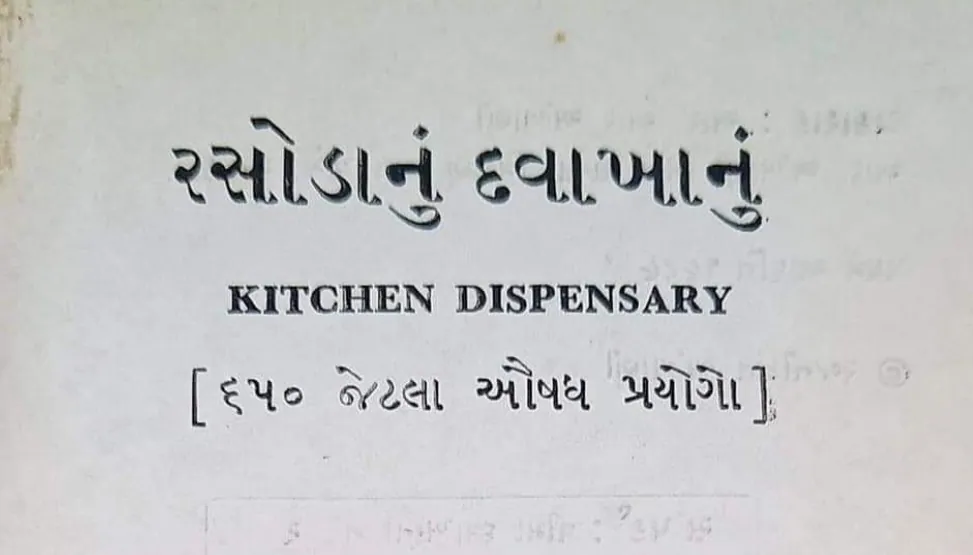 રસોડાનું દવાખાનું
KITCHEN DISPENSARY
[ ૬૫૦ જેટલા ઔષધ પ્રયોગો ]